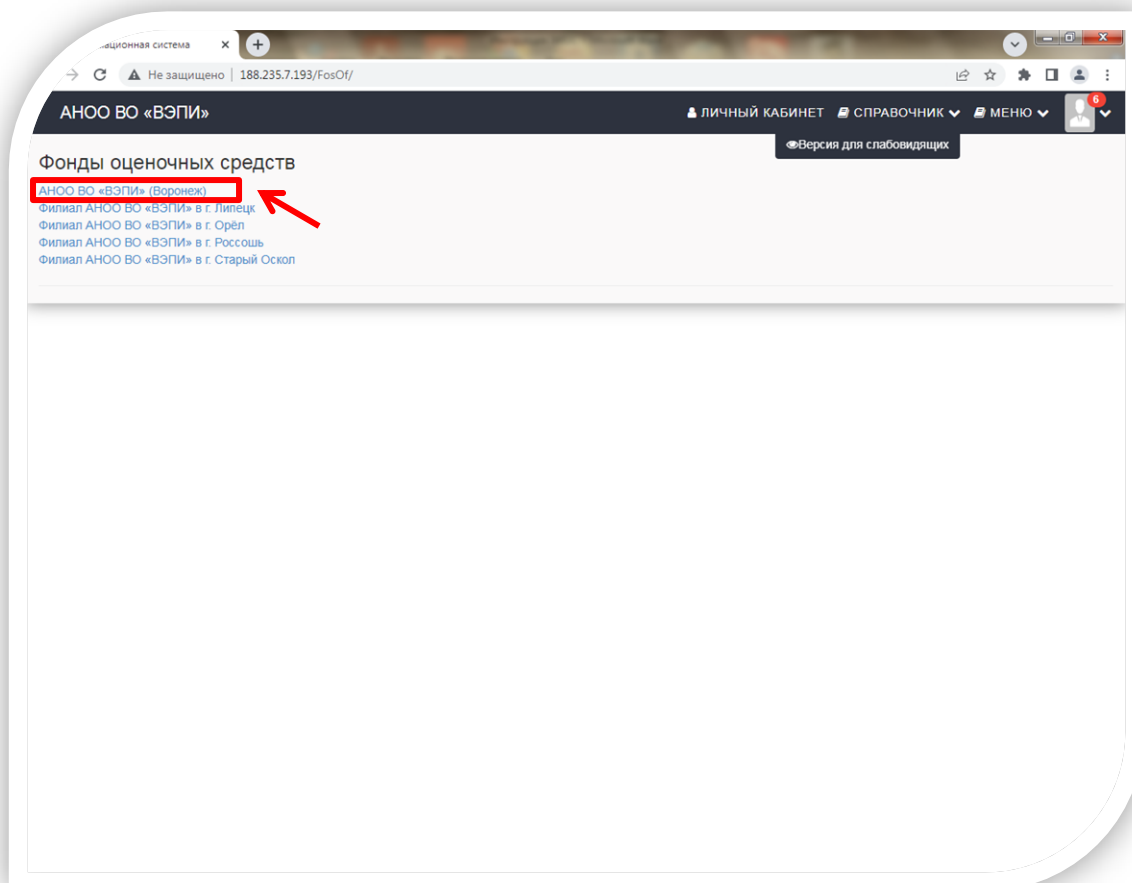 система
Не защищено | 188.235.7.193/FosOf/
АНОО ВО «ВЭПИ»
ЛИЧНЫЙ КАБИНЕТ СПРАВОЧНИК МЕНЮ 6
Версия для слабовидящих
Фонды оценочных средств
АНОО ВО «ВЭПИ» (Воронеж)
Филиал АНОО ВО «ВЭПИ» в г. Липецк
Филиал АНОО ВО «ВЭПИ» в г. Орёл
Филиал АНОО ВО «ВЭПИ» в г. Россошь
Филиал АНОО ВО «ВЭПИ» в г. Старый Оскол